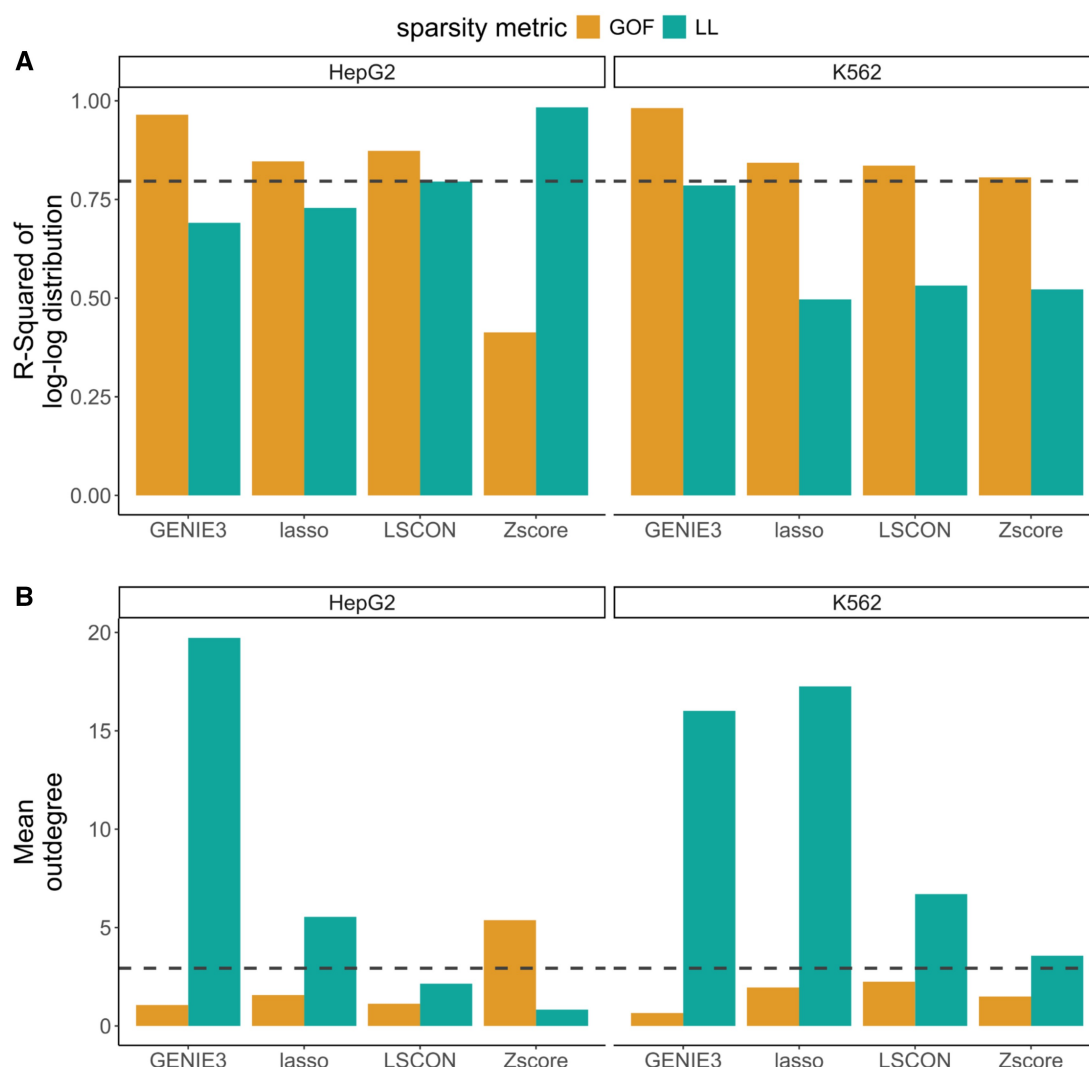 sparsity metric GOF LL
A
HepG2 K562
1.00
0.75
0.50
0.25
0.00
R-Squared of
log-log distribution
GENIE3 lasso LSCON Zscore GENIE3 lasso LSCON Zscore
B
HepG2 K562
20
15
10
5
0
Mean
outdegree
GENIE3 lasso LSCON Zscore GENIE3 lasso LSCON Zscore